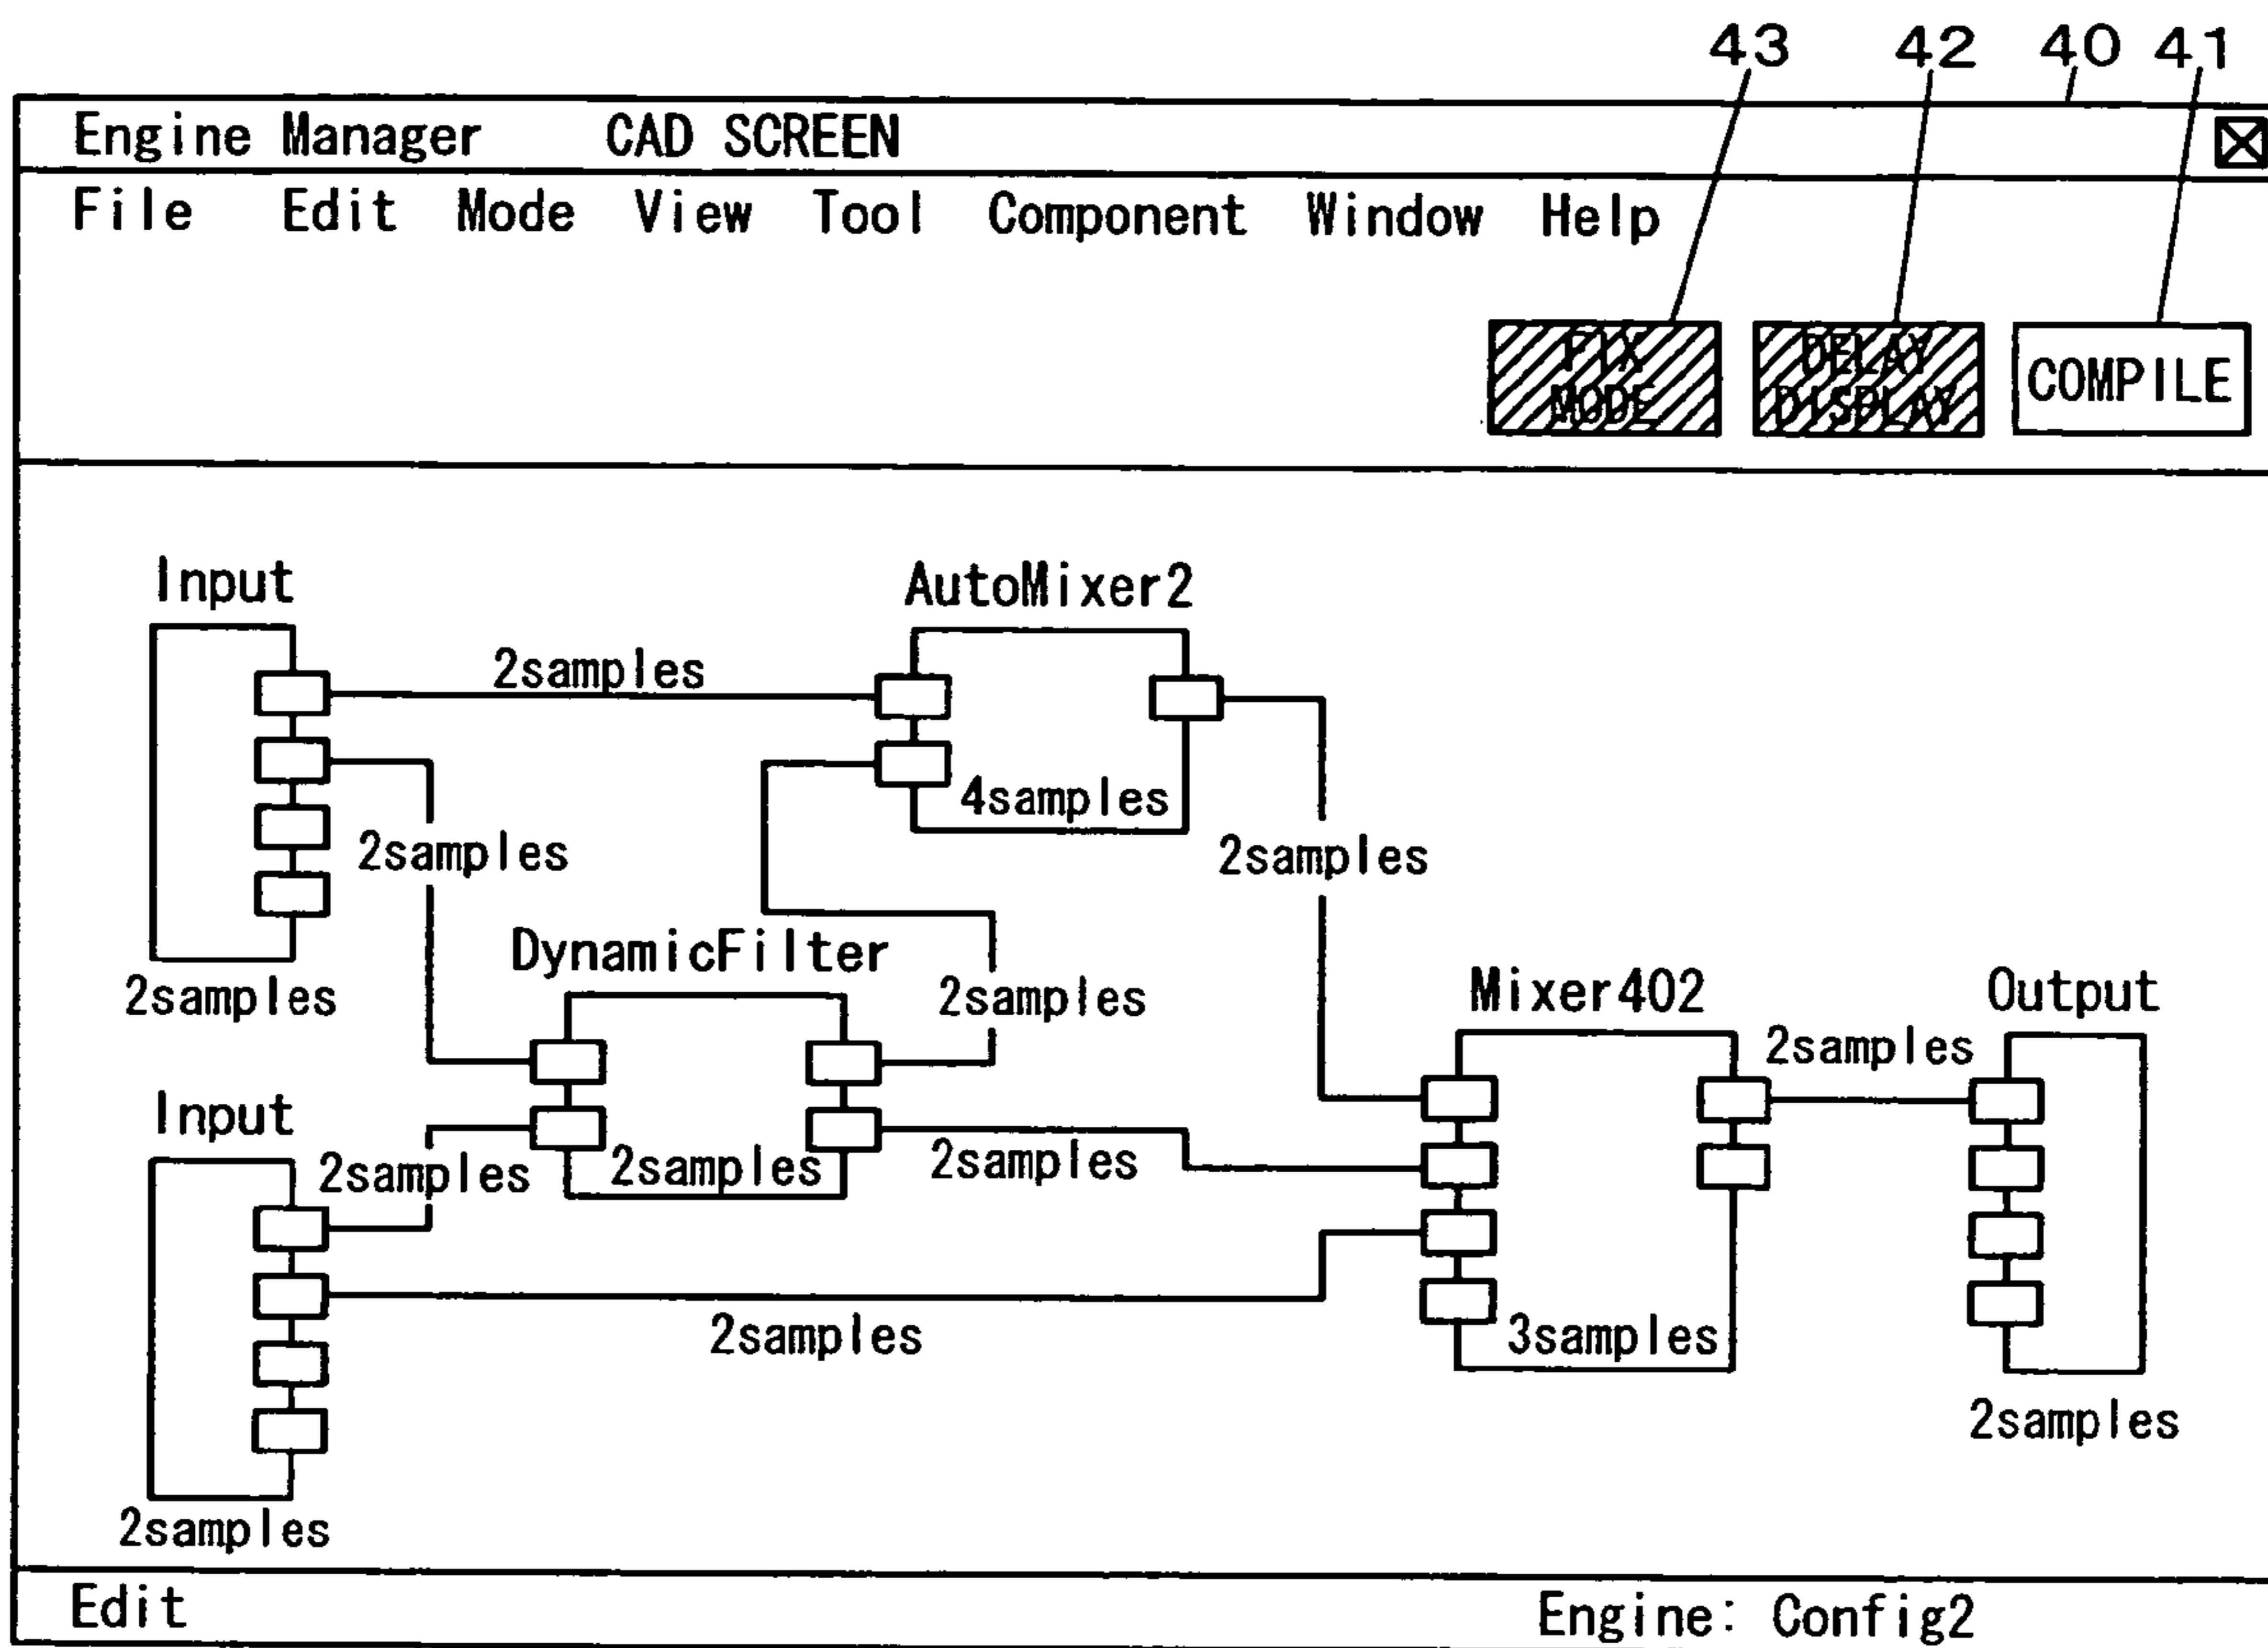 43 42 40 41
Engine Manager CAD SCREEN
File Edit Mode View Tool Component Window Help
FIX
MODE
DELAY
DISPLAY
COMPILE
Input
AutoMixer2
2samples
4samples
2samples
2samples
DynamicFilter
2samples
2samples
Mixer402
Output
2samples
Input
2samples
2samples
2samples
2samples
3samples
2samples
2samples
Edit
Engine: Config2